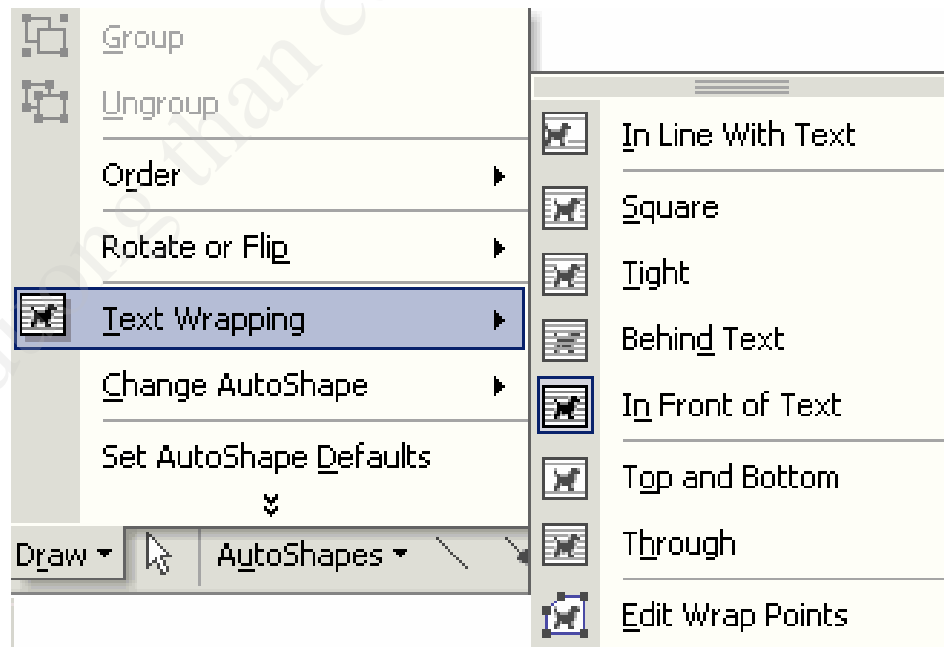 Group
Ungroup
Order
Rotate or Flip
Text Wrapping
Change AutoShape
Set AutoShape Defaults
Draw
AutoShapes
In Line With Text
Square
Tight
Behind Text
In Front of Text
Top and Bottom
Through
Edit Wrap Points
than c